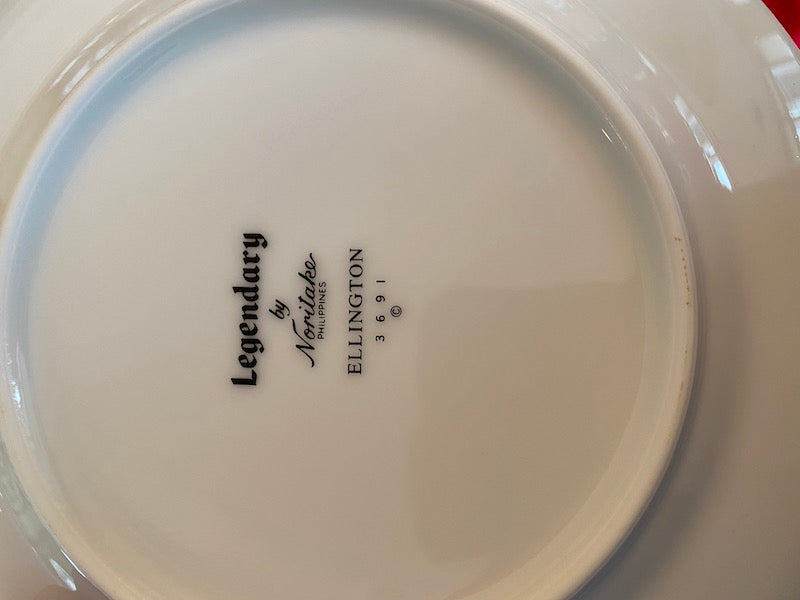 Legendary
by
Noritake
PHILIPPINES
ELLINGTON
3691
©